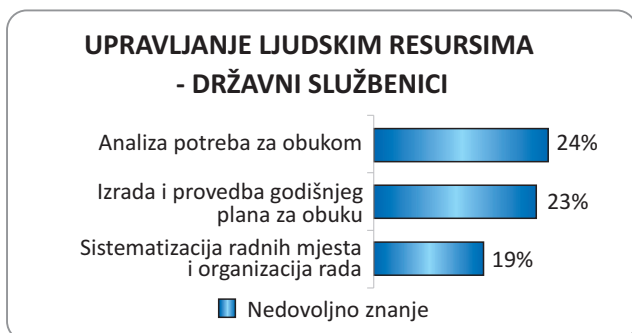 UPRAVLJANJE LJUDSKIM RESURSIMA
- DRŽAVNI SLUŽBENICI
Analiza potreba za obukom
24%
Izrada i provedba godišnjeg
plana za obuku
23%
Sistematizacija radnih mjesta
i organizacija rada
19%
Nedovoljno znanje